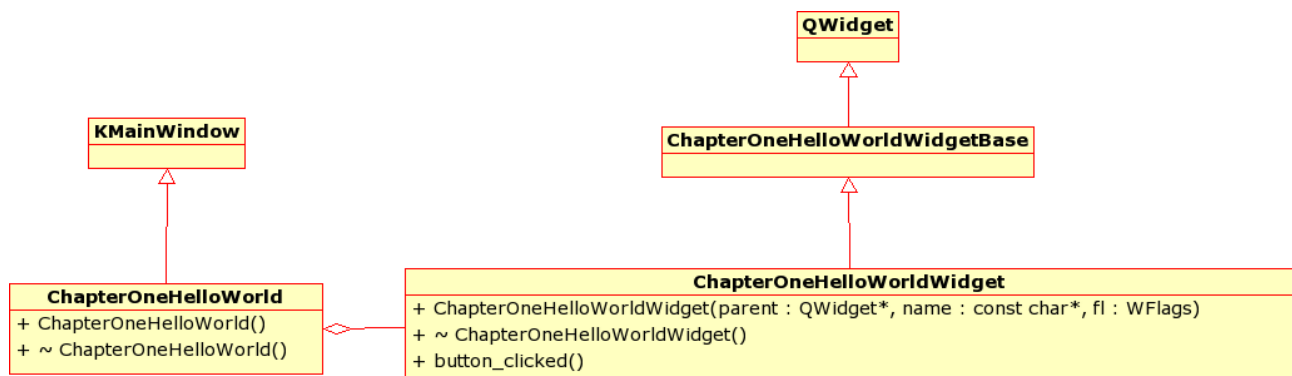 QWidget
KMainWindow
ChapterOneHelloWorldWidgetBase
ChapterOneHelloWorld
+ ChapterOneHelloWorld()
+ ~ ChapterOneHelloWorld()
ChapterOneHelloWorldWidget
+ ChapterOneHelloWorldWidget(parent : QWidget*, name : const char*, fl : WFlags)
+ ~ ChapterOneHelloWorldWidget()
+ button_clicked()